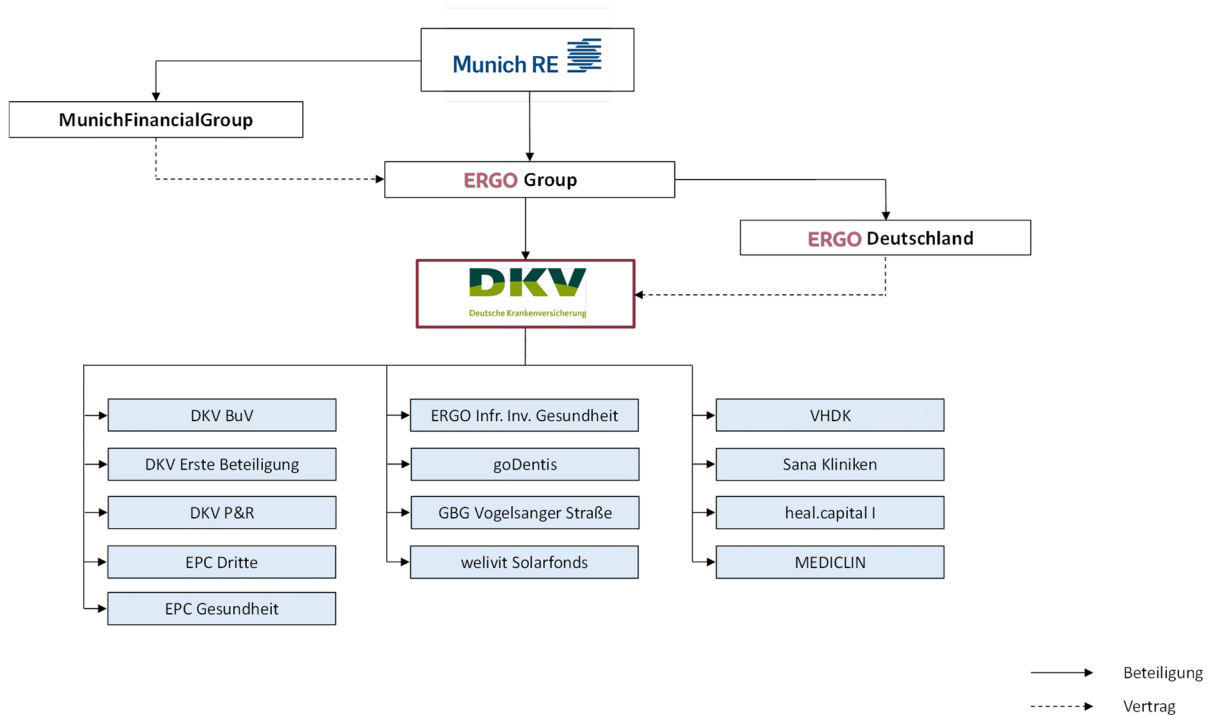 Munich RE
MunichFinancialGroup
ERGO Group
ERGO Deutschland
DKV
Deutsche Krankenversicherung
DKV BuV
DKV Erste Beteiligung
DKV P&R
EPC Dritte
EPC Gesundheit
ERGO Infr. Inv. Gesundheit
goDentis
GBG Vogelsanger Straße
welivit Solarfonds
VHDK
Sana Kliniken
heal.capital I
MEDICLIN
Beteiligung
Vertrag